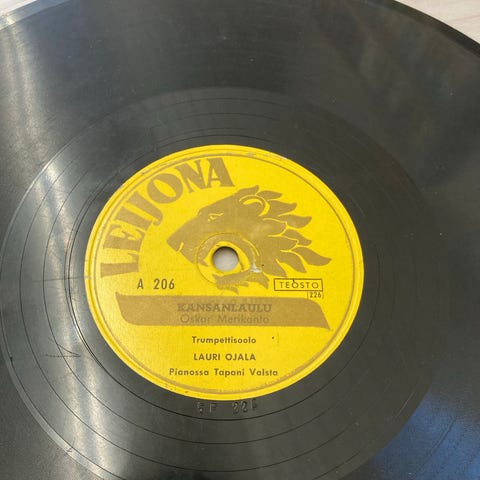 LEIJONA
A 206
TEOSTO
226
KANSANLAULU
Oskar Merikanto
Trumpettisoolo
LAURI OJALA
Pianossa Tapani Valsta